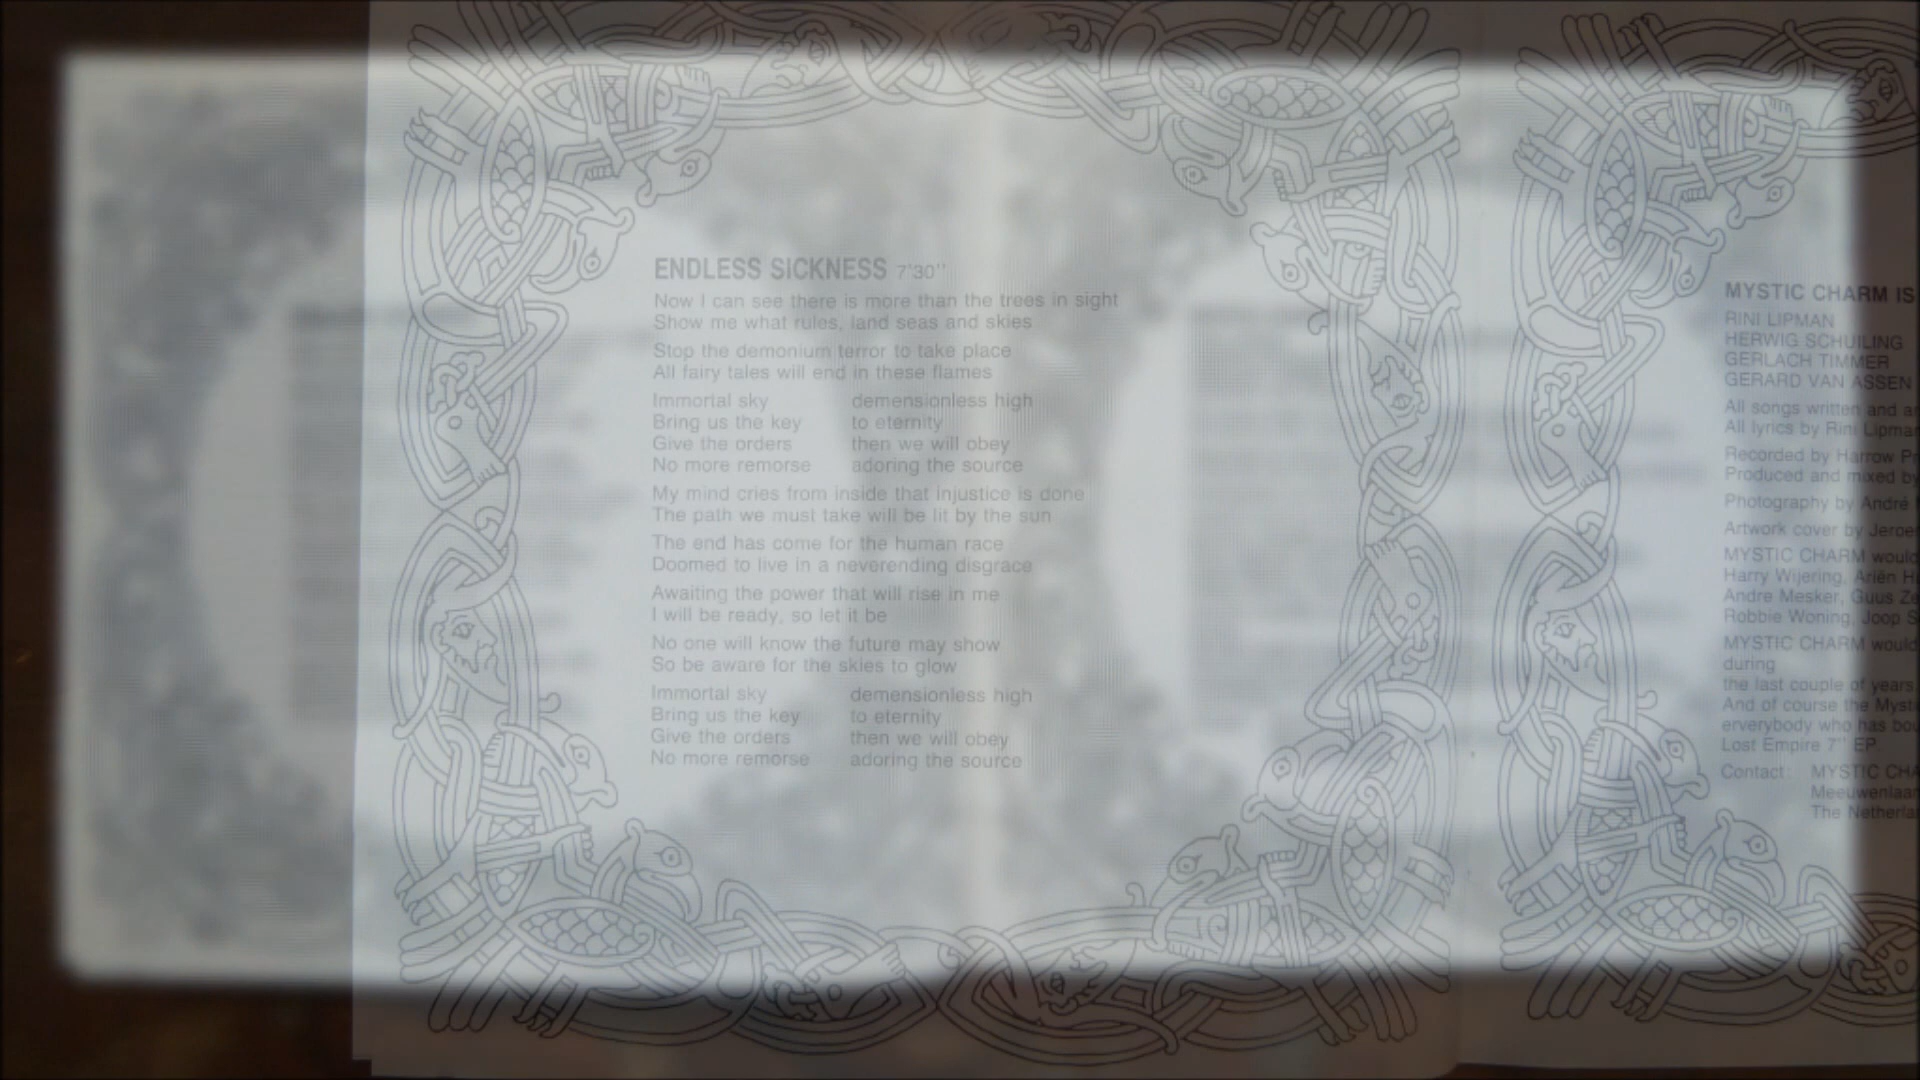 ENDLESS SICKNESS 7'30''
Now I can see there is more than the trees in sight
Show me what rules, land seas and skies
Stop the demonium terror to take place
All fairy tales will end in these flames
Immortal sky demensionless high
Bring us the key to eternity
Give the orders then we will obey
No more remorse adoring the source
My mind cries from inside that injustice is done
The path we must take will be lit by the sun
The end has come for the human race
Doomed to live in a neverending disgrace
Awaiting the power that will rise in me
I will be ready, so let it be
No one will know the future may show
So be aware for the skies to glow
Immortal sky demensionless high
Bring us the key to eternity
Give the orders then we will obey
No more remorse adoring the source
MYSTIC CHARM IS
RINI LIPMAN
HERWIG SCHUILING
GERLACH TIMMER
GERARD VAN ASSEN
All songs written and
All lyrics by Rini Lipma
Recorded by Harrow
Produced and mixed by
Photography by André
Artwork cover by Jeroe
MYSTIC CHARM would
Harry Wijering, Arièn
Andre Mesker, Guus
Robbie Woning, Joop
MYSTIC CHARM would
during
the last couple of years
And of course the Mysti
erverybody who has bou
Lost Empire 7'' EP.
Contact: MYSTIC CHA
Meeuwenlaan
The Netherla